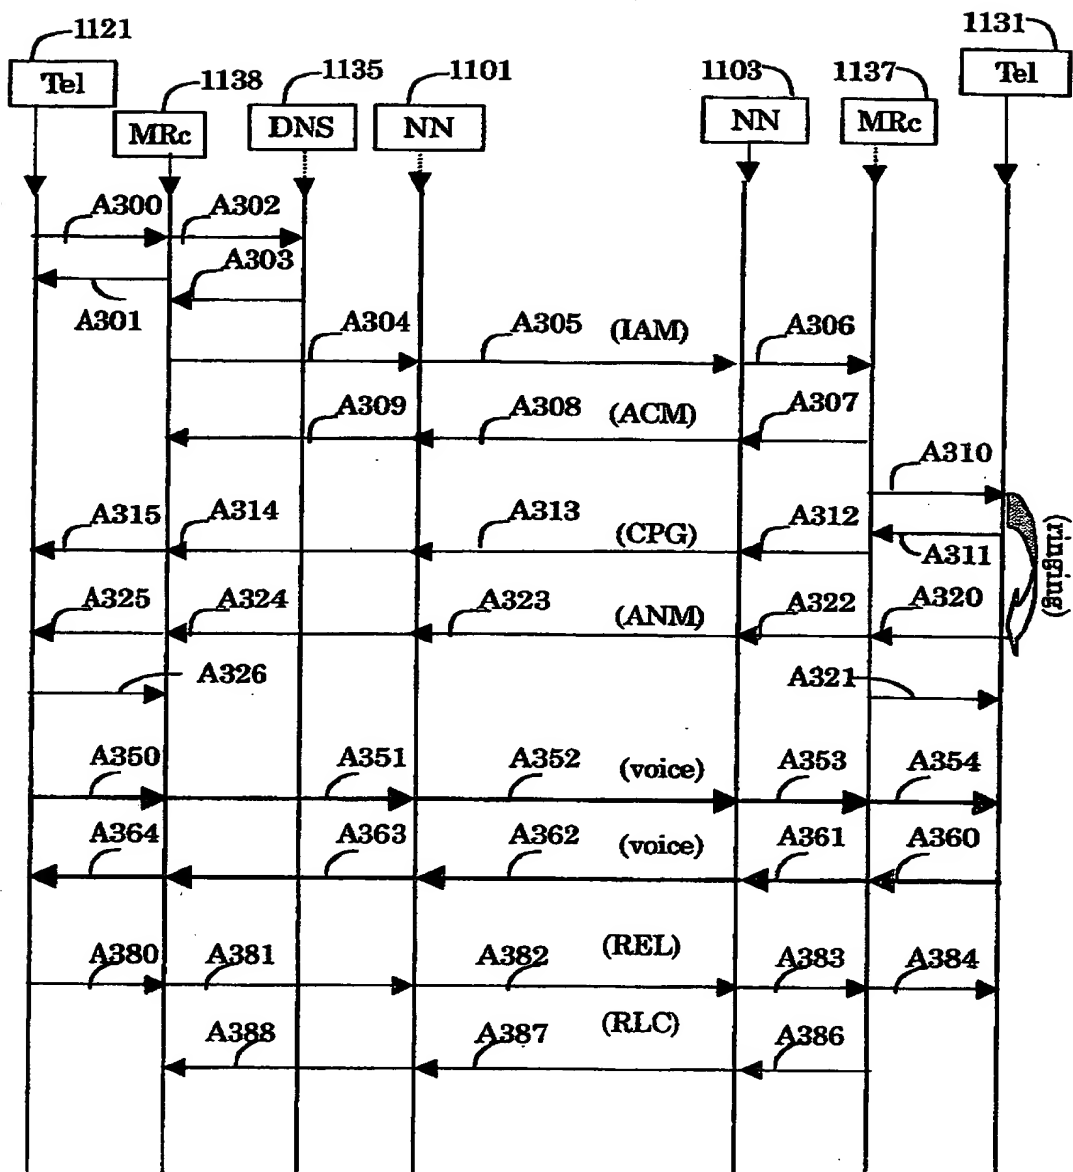 1121 1131
Tel 1138 1135 1101 1103 1137 Tel
MRc DNS NN NN MRc
A300 A302
A303
A301 A304 A305 (IAM) A306
A309 A308 (ACM) A307
A310
A315 A314 A313 (CPG) A312
A311
(ringing)
A325 A324 A323 (ANM) A322 A320
A326 A321
A350 A351 A352 (voice) A353 A354
A364 A363 A362 (voice) A361 A360
A380 A381 A382 (REL) A383 A384
A388 A387 (RLC) A386